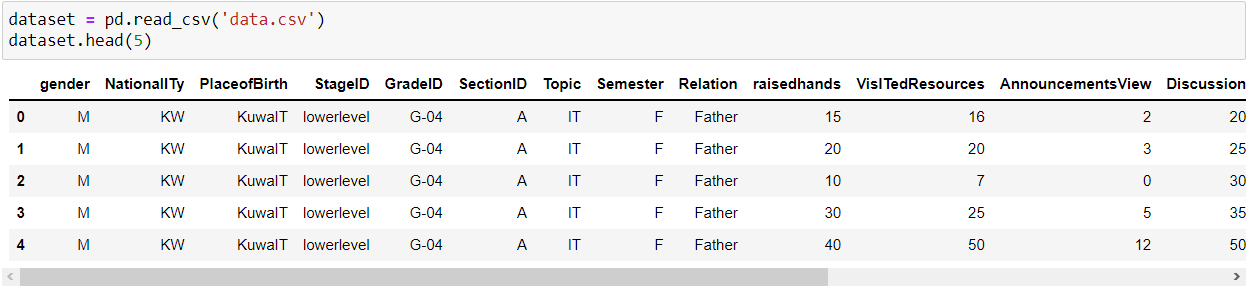 dataset = pd.read_csv('data.csv')
dataset.head(5)
gender NationalITy PlaceofBirth StageID GradeID SectionID Topic Semester Relation raisedhands VisITedResources AnnouncementsView Discussion
0 M KW KuwaIT lowerlevel G-04 A IT F Father 15 16 2 20
1 M KW KuwaIT lowerlevel G-04 A IT F Father 20 20 3 25
2 M KW KuwaIT lowerlevel G-04 A IT F Father 10 7 0 30
3 M KW KuwaIT lowerlevel G-04 A IT F Father 30 25 5 35
4 M KW KuwaIT lowerlevel G-04 A IT F Father 40 50 12 50